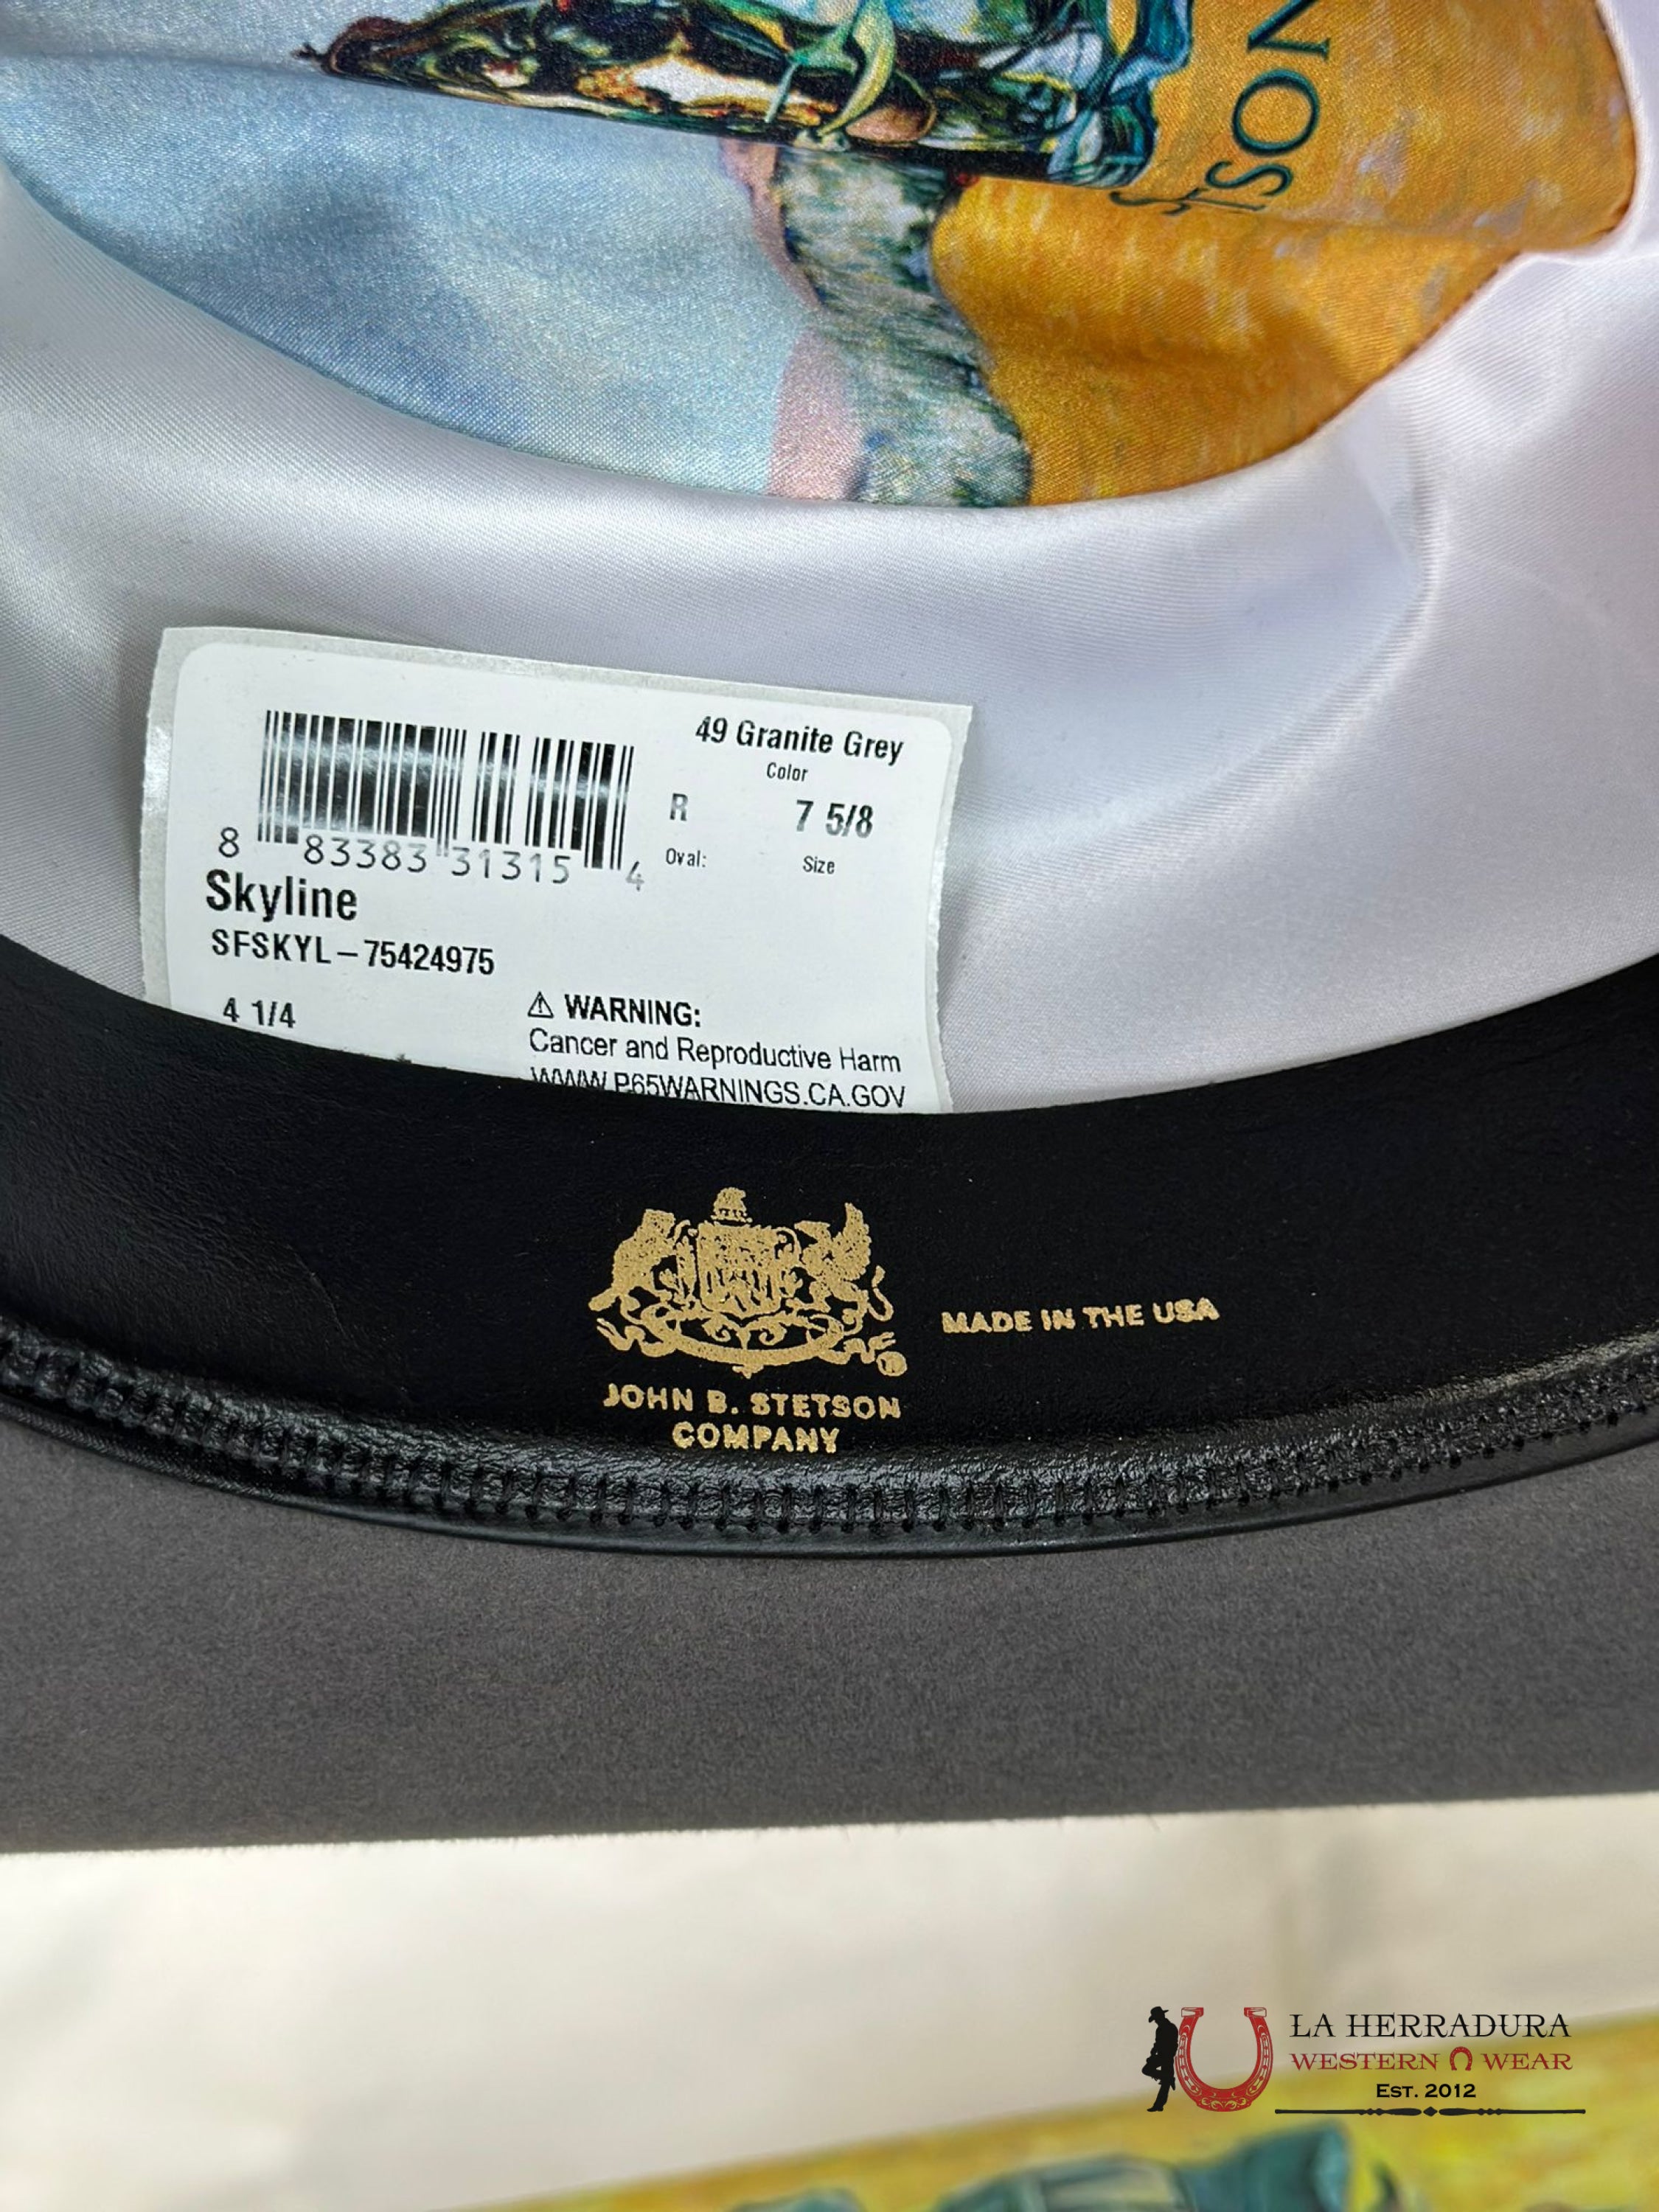 TSON
49 Granite Grey
Color
R 7 5/8
Oval: Size
8 83383 31315 4
Skyline
SFSKYL-75424975
4 1/4
⚠ WARNING:
Cancer and Reproductive Harm
WWW.P65WARNINGS.CA.GOV
MADE IN THE USA
JOHN B. STETSON
COMPANY
LA HERRADURA
WESTERN WEAR
EST. 2012